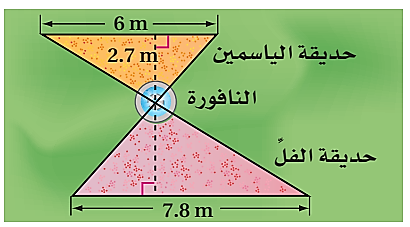 6 m
2.7 m
حديقة الياسمين
النافورة
حديقة الفلِّ
7.8 m